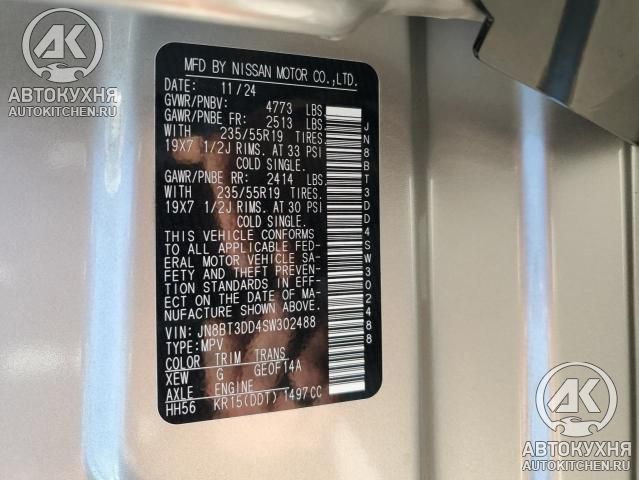 АК
АВТОКУХНЯ
AUTOKITCHEN.RU
MFD BY NISSAN MOTOR CO.,LTD.
DATE: 11/24
GVWR/PNBV: 4773 LBS
GAWR/PNBE FR: 2513 LBS
WITH 235/55R19 TIRES.
19X7 1/2J RIMS. AT 33 PSI
COLD SINGLE.
GAWR/PNBE RR: 2414 LBS
WITH 235/55R19 TIRES.
19X7 1/2J RIMS. AT 30 PSI
COLD SINGLE.
THIS VEHICLE CONFORMS
TO ALL APPLICABLE FED-
ERAL MOTOR VEHICLE SA-
FETY AND THEFT PREVEN-
TION STANDARDS IN EFF-
ECT ON THE DATE OF MA-
NUFACTURE SHOWN ABOVE.
VIN: JN8BT3DD4SW302488
TYPE: MPV
COLOR TRIM TRANS
XEW G GE0F14A
AXLE ENGINE
HH56 KR15(DDT) 1497CC
JN8BT3DD4SW302488
АК
АВТОКУХНЯ
AUTOKITCHEN.RU